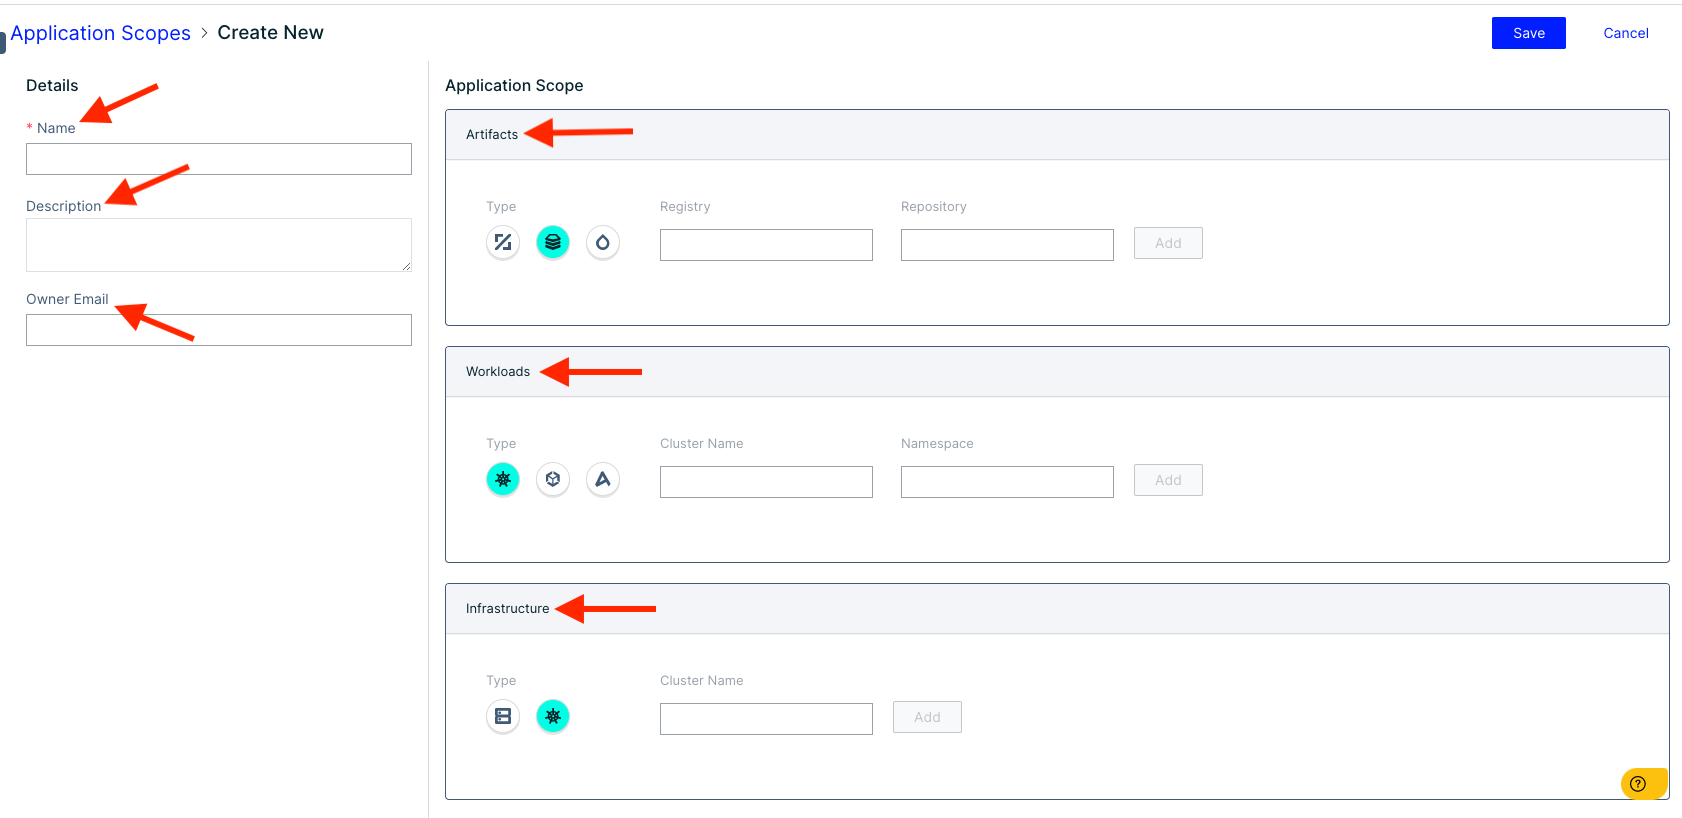 Application Scopes > Create New
Save
Cancel
Details
* Name
Description
Owner Email
Application Scope
Artifacts
Type
Registry
Repository
Add
Workloads
Type
Cluster Name
Namespace
Add
Infrastructure
Type
Cluster Name
Add
?